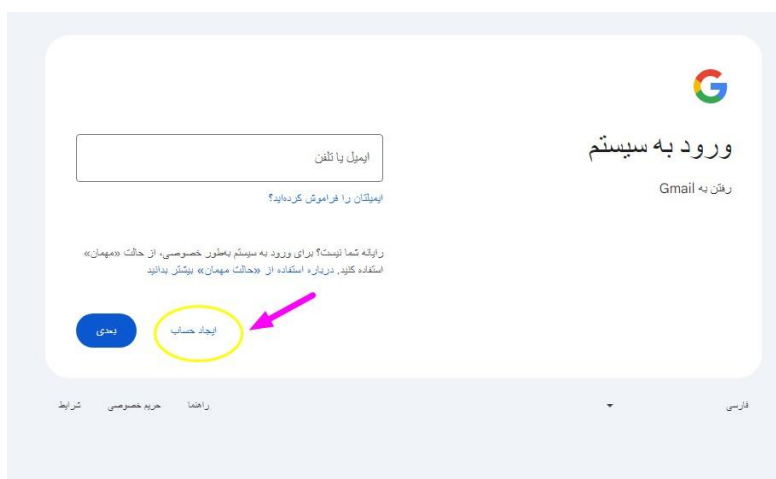 ورود به سیستم
رفتن به Gmail
ایمیل یا تلفن
ایمیلتان را فراموش کرده‌اید؟
رایانه شما نیست؟ برای ورود به سیستم به‌طور خصوصی، از حالت «مهمان»
استفاده کنید. درباره استفاده از «حالت مهمان» بیشتر بدانید
ایجاد حساب
بعدی
فارسی
راهنما
حریم خصوصی
شرایط